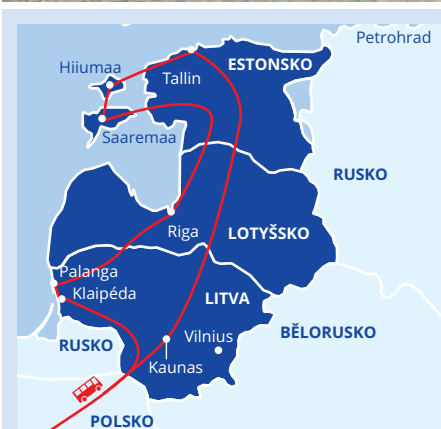 Petrohrad
Hiiumaa
ESTONSKO
Tallin
Saaremaa
RUSKO
Riga
LOTYŠSKO
Palanga
Klaipéda
LITVA
Vilnius
BĚLORUSKO
RUSKO
Kaunas
POLSKO